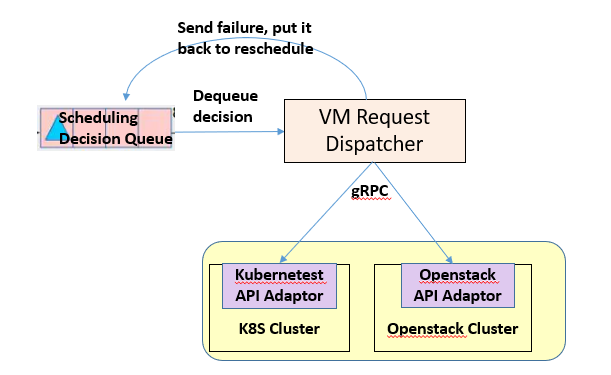 Send failure, put it
back to reschedule
Dequeue
decision
Scheduling
Decision Queue
VM Request
Dispatcher
gRPC
Kubernetest
API Adaptor
K8S Cluster
Openstack
API Adaptor
Openstack Cluster